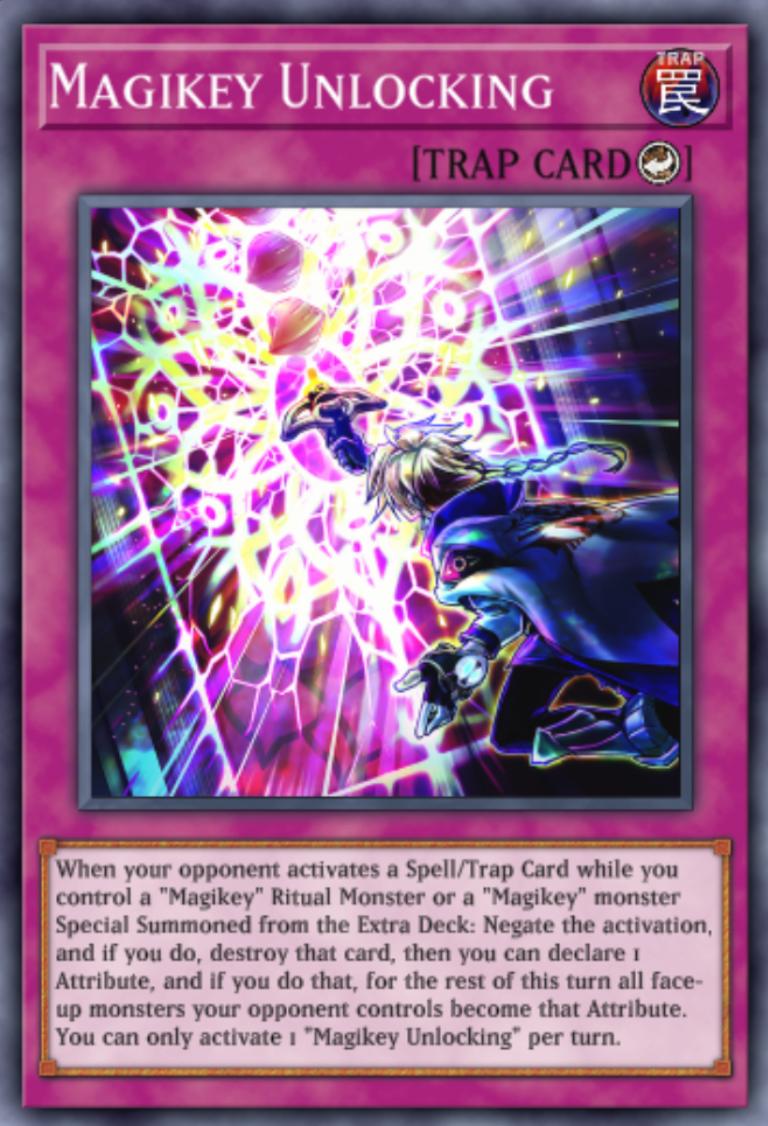 Magikey Unlocking
TRAP
罠
[TRAP CARD]
When your opponent activates a Spell/Trap Card while you
control a "Magikey" Ritual Monster or a "Magikey" monster
Special Summoned from the Extra Deck: Negate the activation,
and if you do, destroy that card, then you can declare 1
Attribute, and if you do that, for the rest of this turn all face-
up monsters your opponent controls become that Attribute.
You can only activate 1 "Magikey Unlocking" per turn.